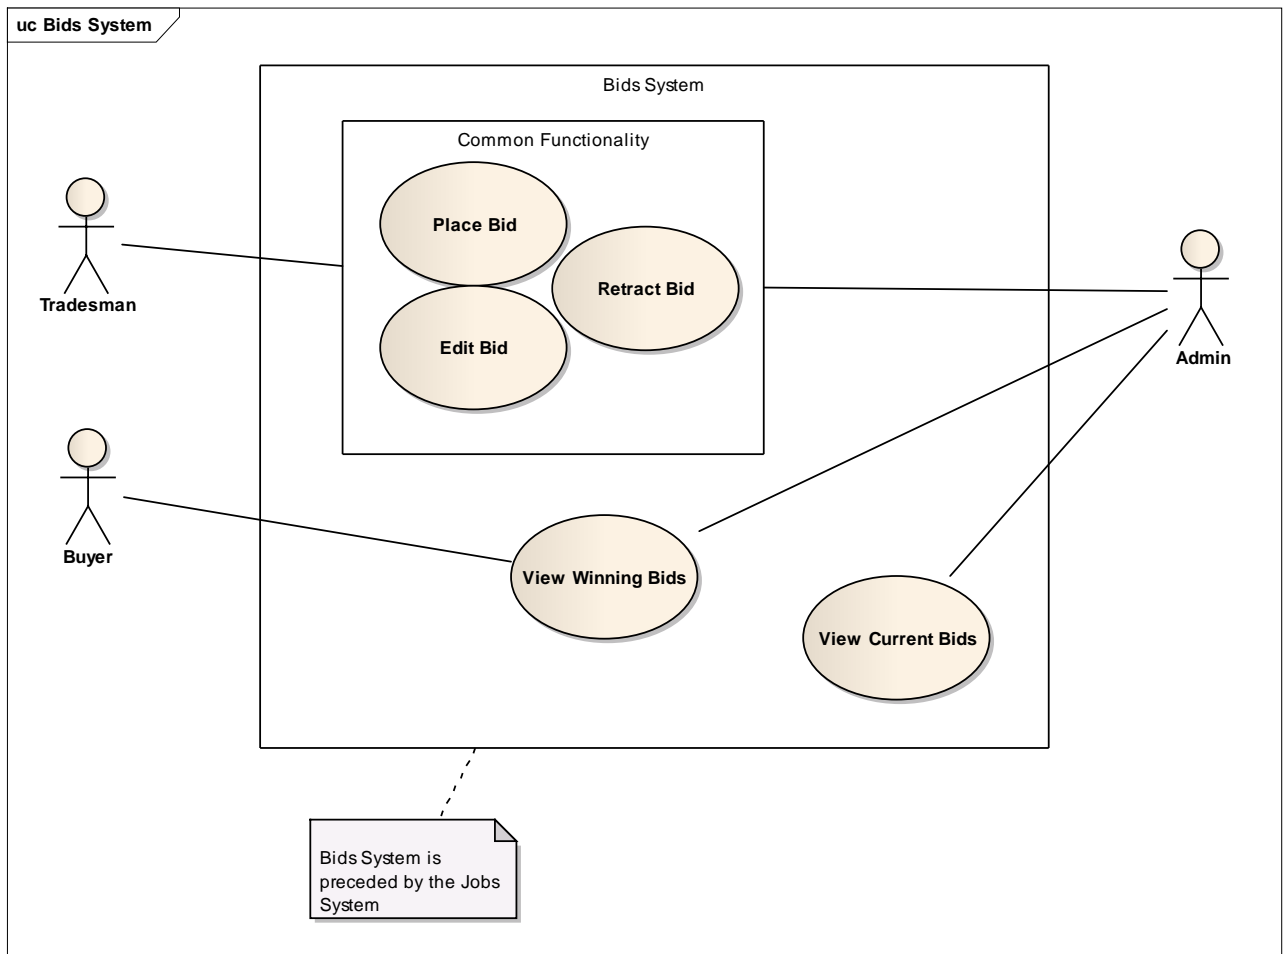 uc Bids System
Bids System
Common Functionality
Place Bid
Retract Bid
Edit Bid
Tradesman
Admin
Buyer
View Winning Bids
View Current Bids
Bids System is
preceded by the Jobs
System